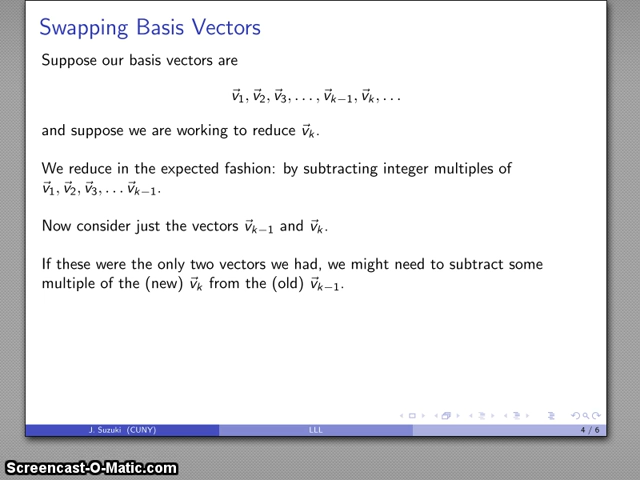 Swapping Basis Vectors
Suppose our basis vectors are
v⃗₁, v⃗₂, v⃗₃, . . . , v⃗ₖ₋₁, v⃗ₖ, . . .
and suppose we are working to reduce v⃗ₖ.
We reduce in the expected fashion: by subtracting integer multiples of
v⃗₁, v⃗₂, v⃗₃, . . . v⃗ₖ₋₁.
Now consider just the vectors v⃗ₖ₋₁ and v⃗ₖ.
If these were the only two vectors we had, we might need to subtract some
multiple of the (new) v⃗ₖ from the (old) v⃗ₖ₋₁.
J. Suzuki (CUNY) LLL 4 / 6
Screencast-O-Matic.com